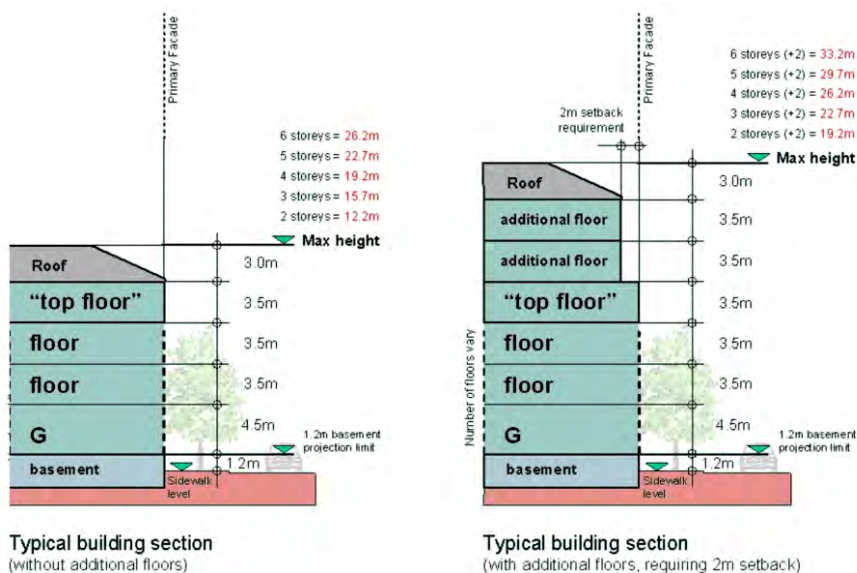 Primary Facade
6 storeys = 26.2m
5 storeys = 22.7m
4 storeys = 19.2m
3 storeys = 15.7m
2 storeys = 12.2m
Max height
Roof
3.0m
"top floor"
3.5m
floor
3.5m
floor
3.5m
G
4.5m
1.2m basement
projection limit
basement
1.2m
Sidewalk
level
Typical building section
(without additional floors)
Primary Facade
6 storeys (+2) = 33.2m
5 storeys (+2) = 29.7m
4 storeys (+2) = 26.2m
3 storeys (+2) = 22.7m
2 storeys (+2) = 19.2m
2m setback
requirement
Max height
Roof
3.0m
additional floor
3.5m
additional floor
3.5m
"top floor"
3.5m
floor
3.5m
floor
3.5m
G
4.5m
Number of floors vary
1.2m basement
projection limit
basement
1.2m
Sidewalk
level
Typical building section
(with additional floors, requiring 2m setback)